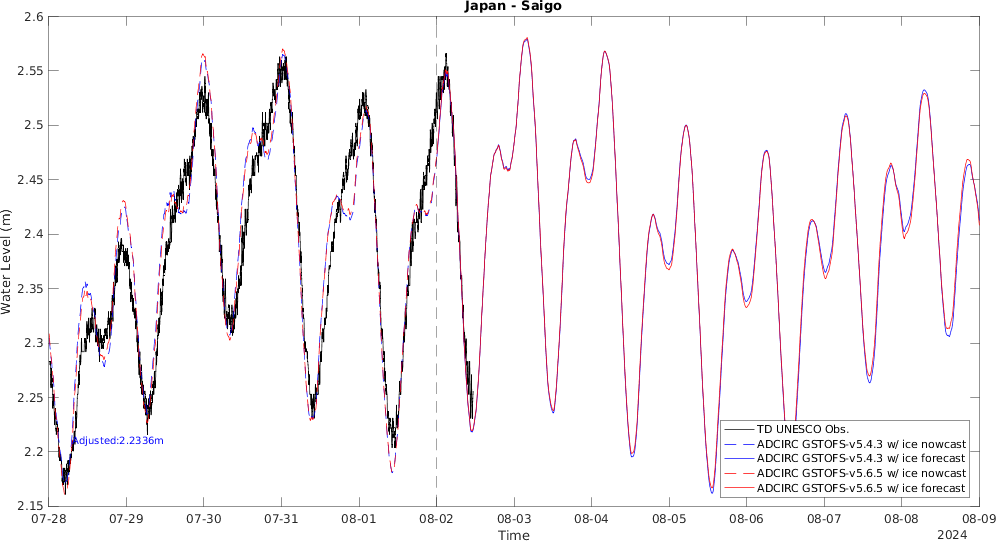 Japan - Saigo
Water Level (m)
2.6
2.55
2.5
2.45
2.4
2.35
2.3
2.25
2.2
2.15
Adjusted:2.2336m
TD UNESCO Obs.
ADCIRC GSTOFS-v5.4.3 w/ ice nowcast
ADCIRC GSTOFS-v5.4.3 w/ ice forecast
ADCIRC GSTOFS-v5.6.5 w/ ice nowcast
ADCIRC GSTOFS-v5.6.5 w/ ice forecast
07-28 07-29 07-30 07-31 08-01 08-02 08-03 08-04 08-05 08-06 08-07 08-08 08-09
Time
2024